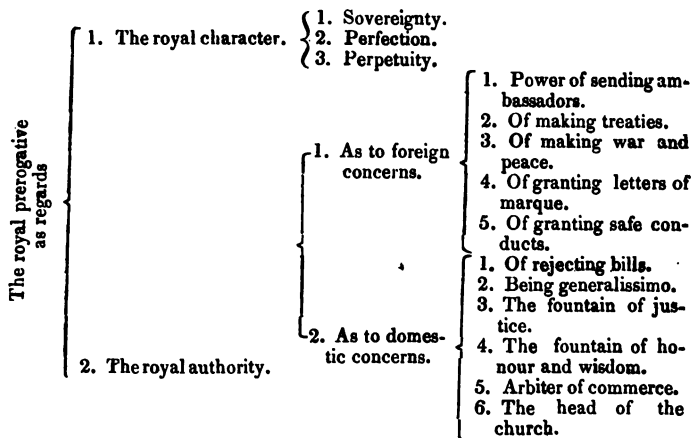 The royal prerogative
as regards
1. The royal character.
1. Sovereignty.
2. Perfection.
3. Perpetuity.
2. The royal authority.
1. As to foreign
concerns.
1. Power of sending am-
bassadors.
2. Of making treaties.
3. Of making war and
peace.
4. Of granting letters of
marque.
5. Of granting safe con-
ducts.
2. As to domes-
tic concerns.
1. Of rejecting bills.
2. Being generalissimo.
3. The fountain of jus-
tice.
4. The fountain of ho-
nour and wisdom.
5. Arbiter of commerce.
6. The head of the
church.